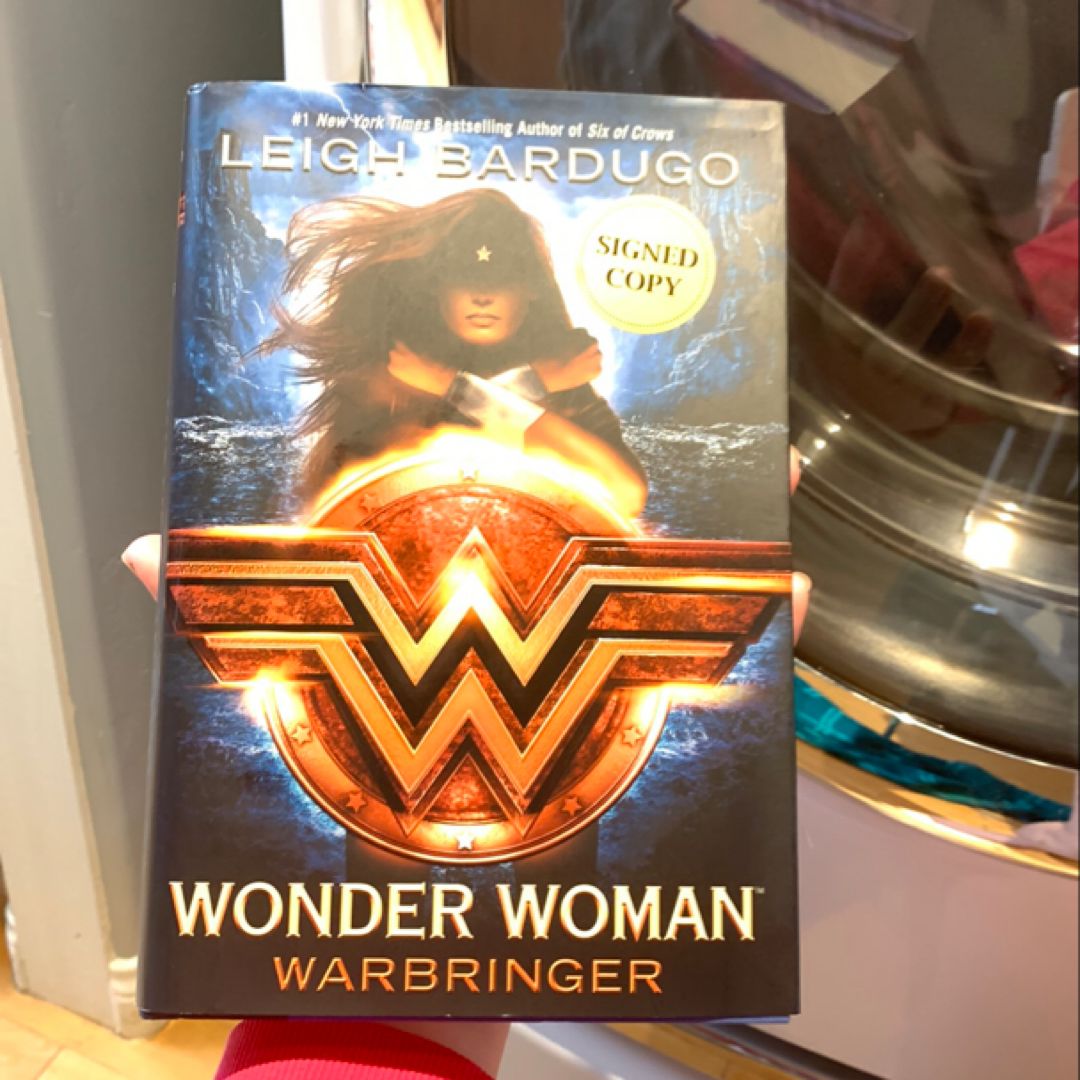 #1 New York Times Bestselling Author of Six of Crows
LEIGH BARDUGO
SIGNED
COPY
WONDER WOMAN™
WARBRINGER